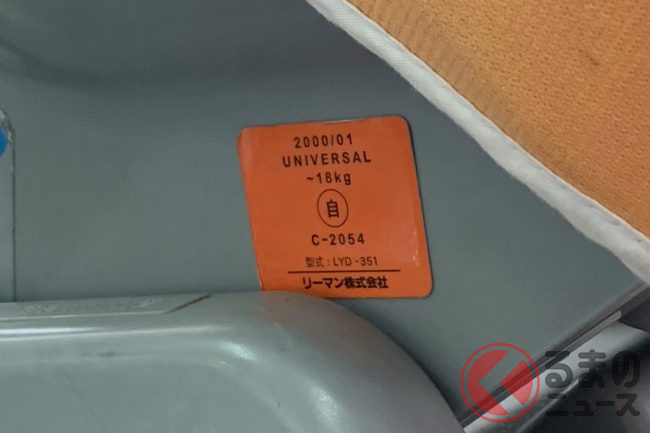 2000/01
UNIVERSAL
~18kg
自
C-2054
型式:LYD-351
リーマン株式会社
くるまの
ニュース